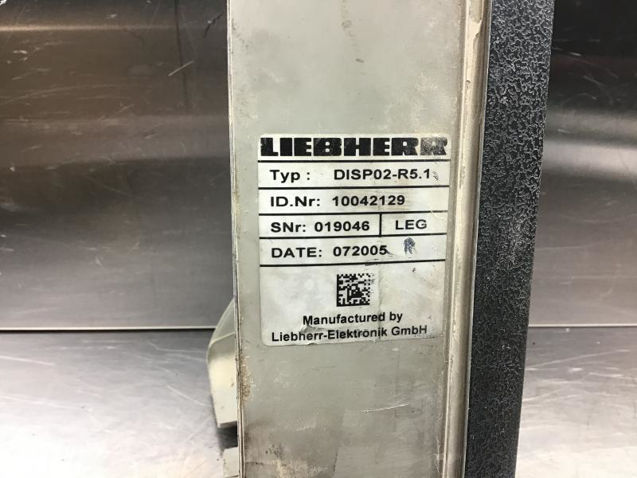 LIEBHERR
Typ : DISP02-R5.1
ID.Nr: 10042129
SNr: 019046 LEG
DATE: 072005 R
Manufactured by
Liebherr-Elektronik GmbH